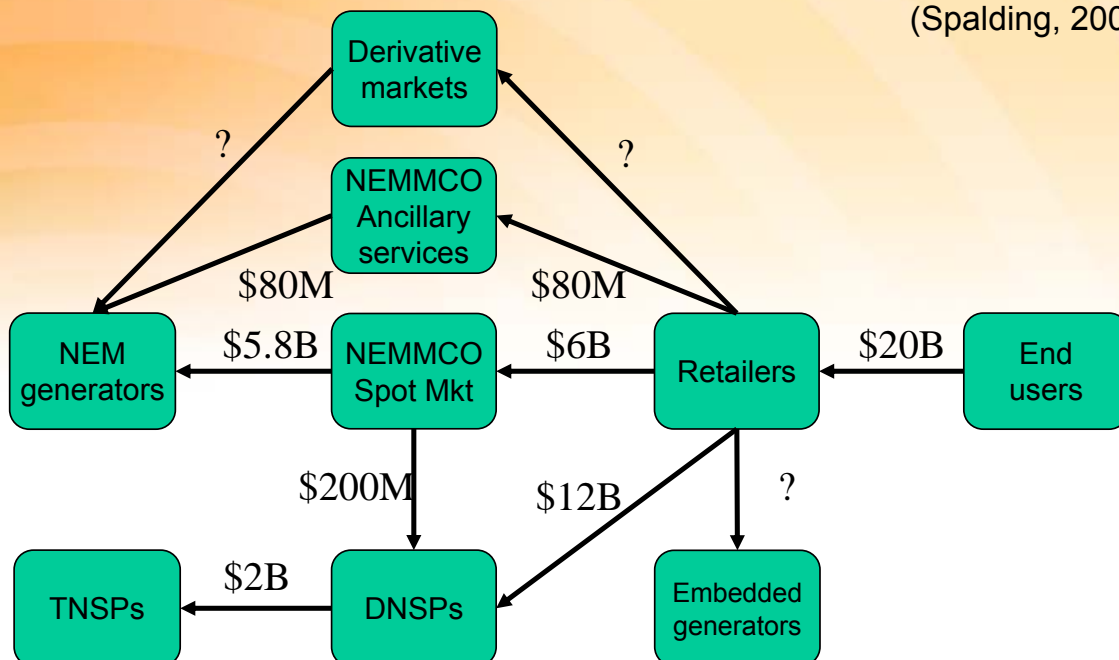 (Spalding, 200
Derivative
markets
?
?
NEMMCO
Ancillary
services
$80M
$80M
NEM
generators
$5.8B
NEMMCO
Spot Mkt
$6B
Retailers
$20B
End
users
$200M
$12B
?
TNSPs
$2B
DNSPs
Embedded
generators